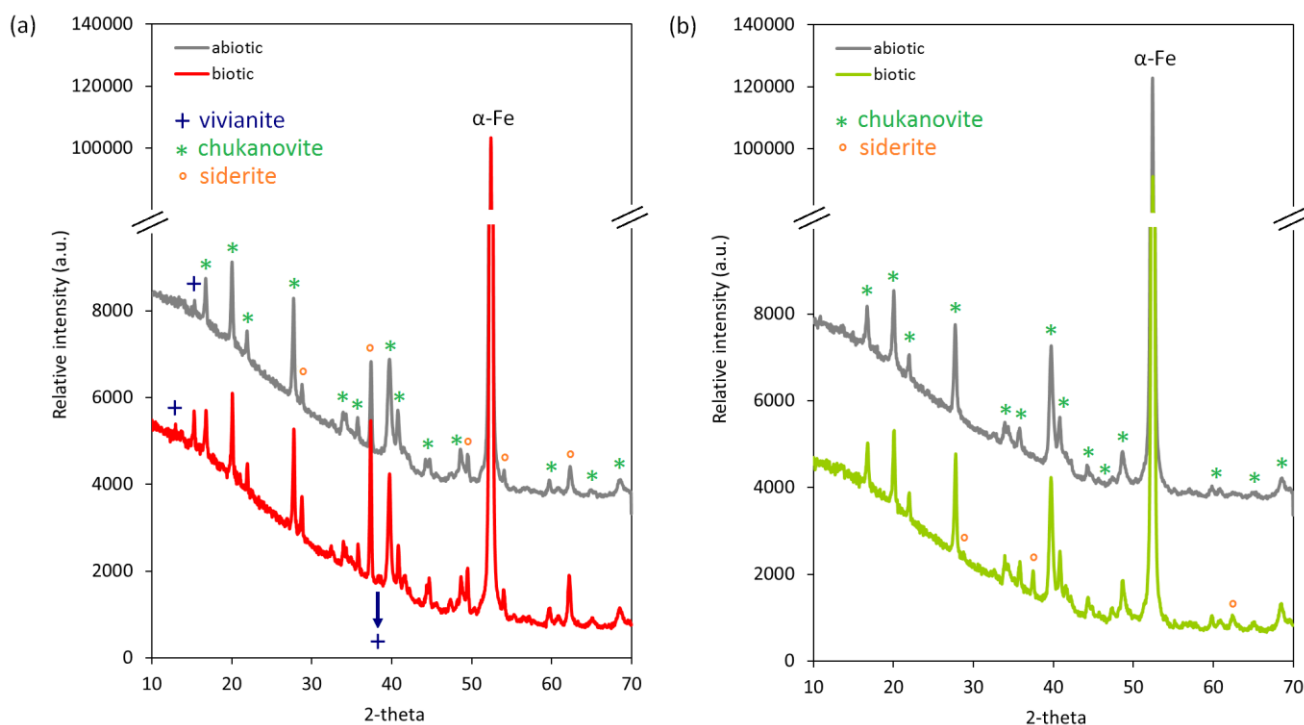 (a)
140000
120000
100000
8000
6000
4000
2000
0
Relative intensity (a.u.)
abiotic
biotic
+ vivianite
* chukanovite
° siderite
α-Fe
10 20 30 40 50 60 70
2-theta
(b)
140000
120000
100000
8000
6000
4000
2000
0
Relative intensity (a.u.)
abiotic
biotic
* chukanovite
° siderite
α-Fe
10 20 30 40 50 60 70
2-theta